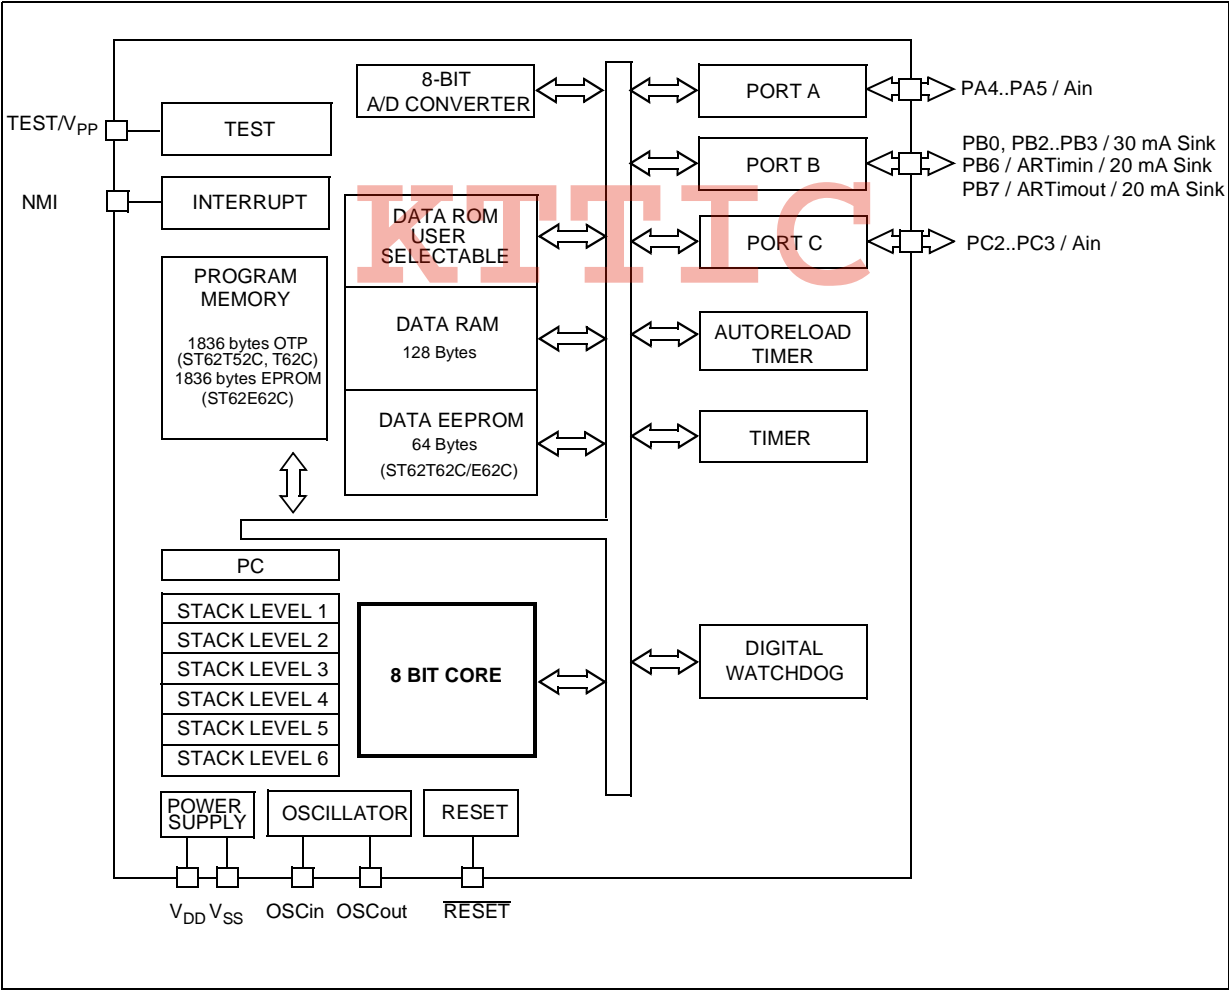 8-BIT
A/D CONVERTER
PORT A
PA4..PA5 / Ain
TEST/VPP
TEST
PORT B
PB0, PB2..PB3 / 30 mA Sink
PB6 / ARTimin / 20 mA Sink
PB7 / ARTimout / 20 mA Sink
NMI
INTERRUPT
KTTIC
DATA ROM
USER
SELECTABLE
PORT C
PC2..PC3 / Ain
PROGRAM
MEMORY
1836 bytes OTP
(ST62T52C, T62C)
1836 bytes EPROM
(ST62E62C)
DATA RAM
128 Bytes
AUTORELOAD
TIMER
DATA EEPROM
64 Bytes
(ST62T62C/E62C)
TIMER
PC
STACK LEVEL 1
STACK LEVEL 2
STACK LEVEL 3
STACK LEVEL 4
STACK LEVEL 5
STACK LEVEL 6
8 BIT CORE
DIGITAL
WATCHDOG
POWER
SUPPLY
OSCILLATOR
RESET
VDD VSS
OSCin OSCout
RESET